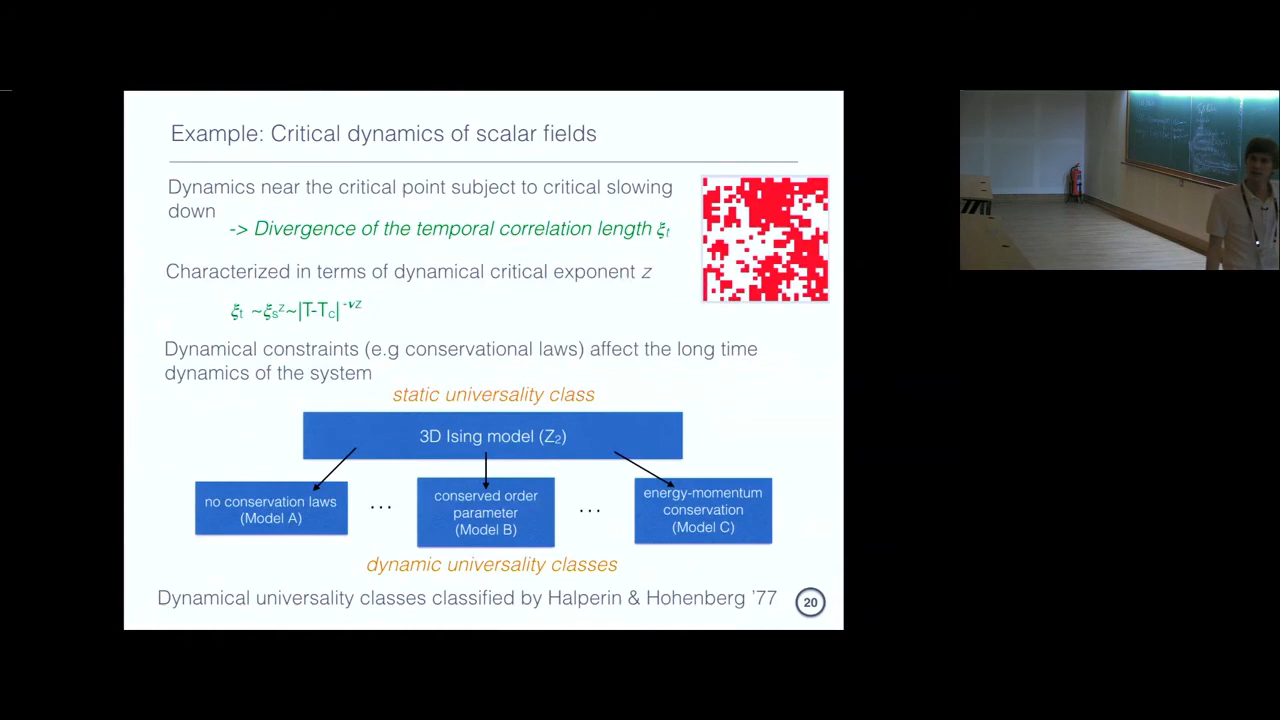 Example: Critical dynamics of scalar fields
Dynamics near the critical point subject to critical slowing
down
-> Divergence of the temporal correlation length ξt
Characterized in terms of dynamical critical exponent z
ξt ~ξs^z~|T-Tc|^-νz
Dynamical constraints (e.g conservational laws) affect the long time
dynamics of the system
static universality class
3D Ising model (Z₂)
no conservation laws
(Model A)
...
conserved order
parameter
(Model B)
...
energy-momentum
conservation
(Model C)
dynamic universality classes
Dynamical universality classes classified by Halperin & Hohenberg '77
20